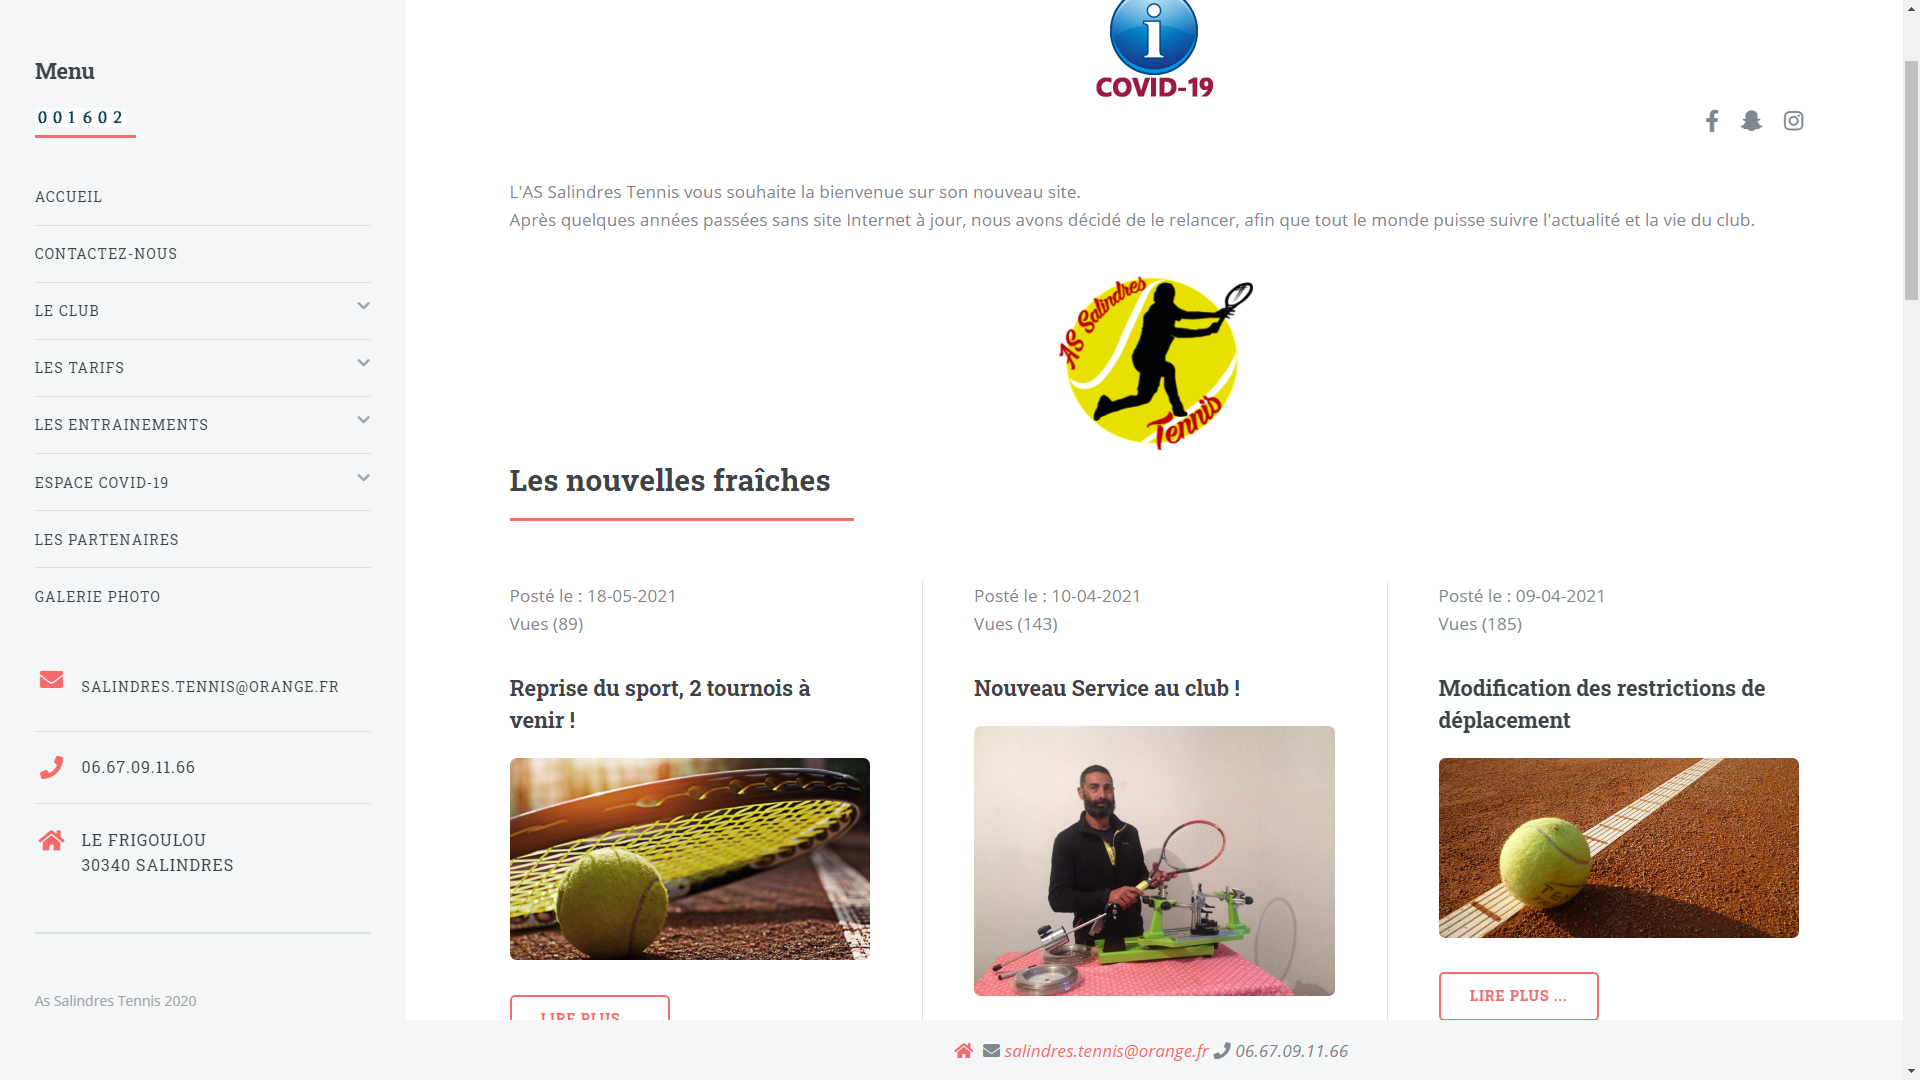 Menu
001602
ACCUEIL
CONTACTEZ-NOUS
LE CLUB
LES TARIFS
LES ENTRAINEMENTS
ESPACE COVID-19
LES PARTENAIRES
GALERIE PHOTO
SALINDRES.TENNIS@ORANGE.FR
06.67.09.11.66
LE FRIGOULOU
30340 SALINDRES
As Salindres Tennis 2020
i
COVID-19
L'AS Salindres Tennis vous souhaite la bienvenue sur son nouveau site.
Après quelques années passées sans site Internet à jour, nous avons décidé de le relancer, afin que tout le monde puisse suivre l'actualité et la vie du club.
AS Salindres
Tennis
Les nouvelles fraîches
Posté le : 18-05-2021
Vues (89)
Reprise du sport, 2 tournois à
venir !
LIRE PLUS ...
Posté le : 10-04-2021
Vues (143)
Nouveau Service au club !
Posté le : 09-04-2021
Vues (185)
Modification des restrictions de
déplacement
LIRE PLUS ...
salindres.tennis@orange.fr 06.67.09.11.66